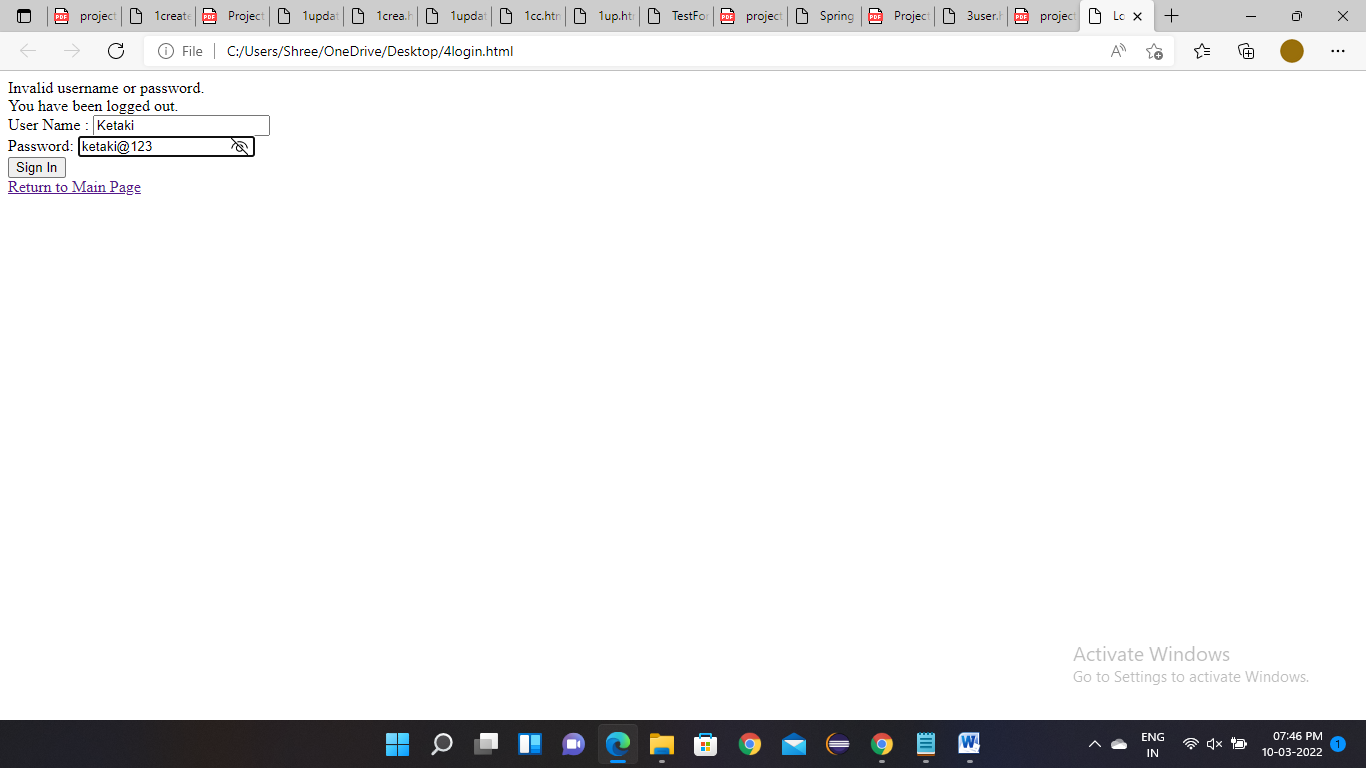 project
1create
Project
1updat
1crea.h
1updat
1cc.htm
1up.htm
TestFor
project
Spring
Project
3user.h
project
Lo
File
C:/Users/Shree/OneDrive/Desktop/4login.html
Invalid username or password.
You have been logged out.
User Name : Ketaki
Password: ketaki@123
Sign In
Return to Main Page
Activate Windows
Go to Settings to activate Windows.
ENG
IN
07:46 PM
10-03-2022
1